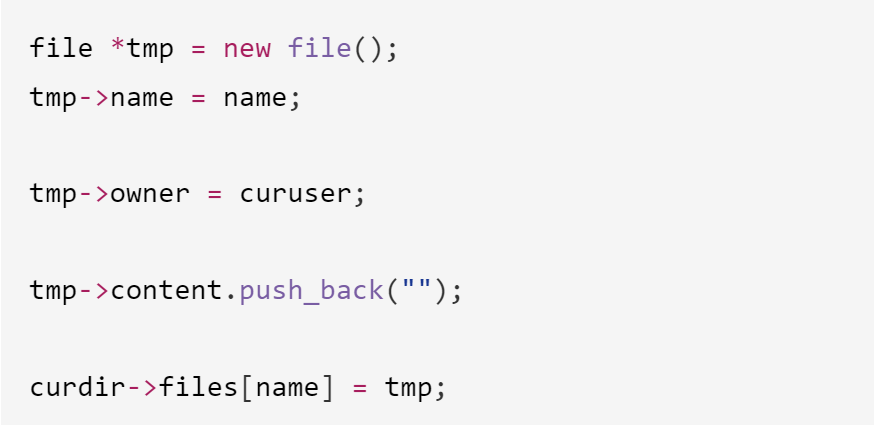 file *tmp = new file();
tmp->name = name;
tmp->owner = curuser;
tmp->content.push_back("");
curdir->files[name] = tmp;